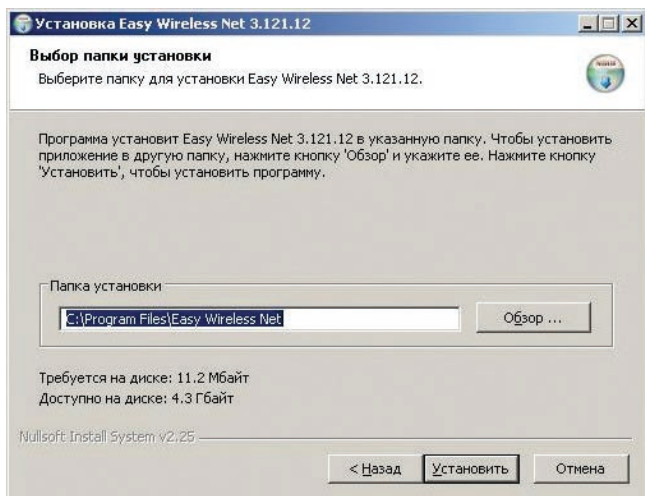 Установка Easy Wireless Net 3.121.12
Выбор папки установки
Выберите папку для установки Easy Wireless Net 3.121.12.
Программа установит Easy Wireless Net 3.121.12 в указанную папку. Чтобы установить
приложение в другую папку, нажмите кнопку 'Обзор' и укажите ее. Нажмите кнопку
'Установить', чтобы установить программу.
Папка установки
C:\Program Files\Easy Wireless Net
Обзор ...
Требуется на диске: 11.2 Мбайт
Доступно на диске: 4.3 Гбайт
Nullsoft Install System v2.25
< Назад
Установить
Отмена